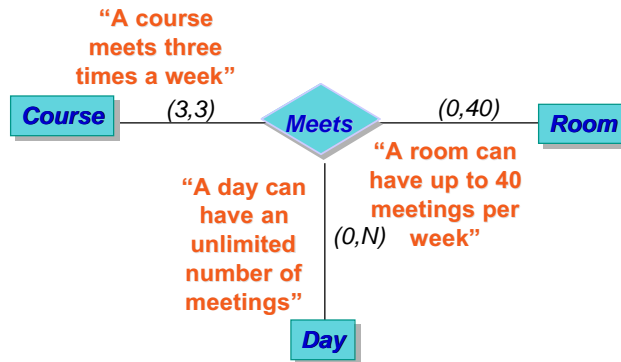 “A course
meets three
times a week”
Course
(3,3)
Meets
(0,40)
Room
“A day can
have an
unlimited
number of
meetings”
(0,N)
“A room can
have up to 40
meetings per
week”
Day